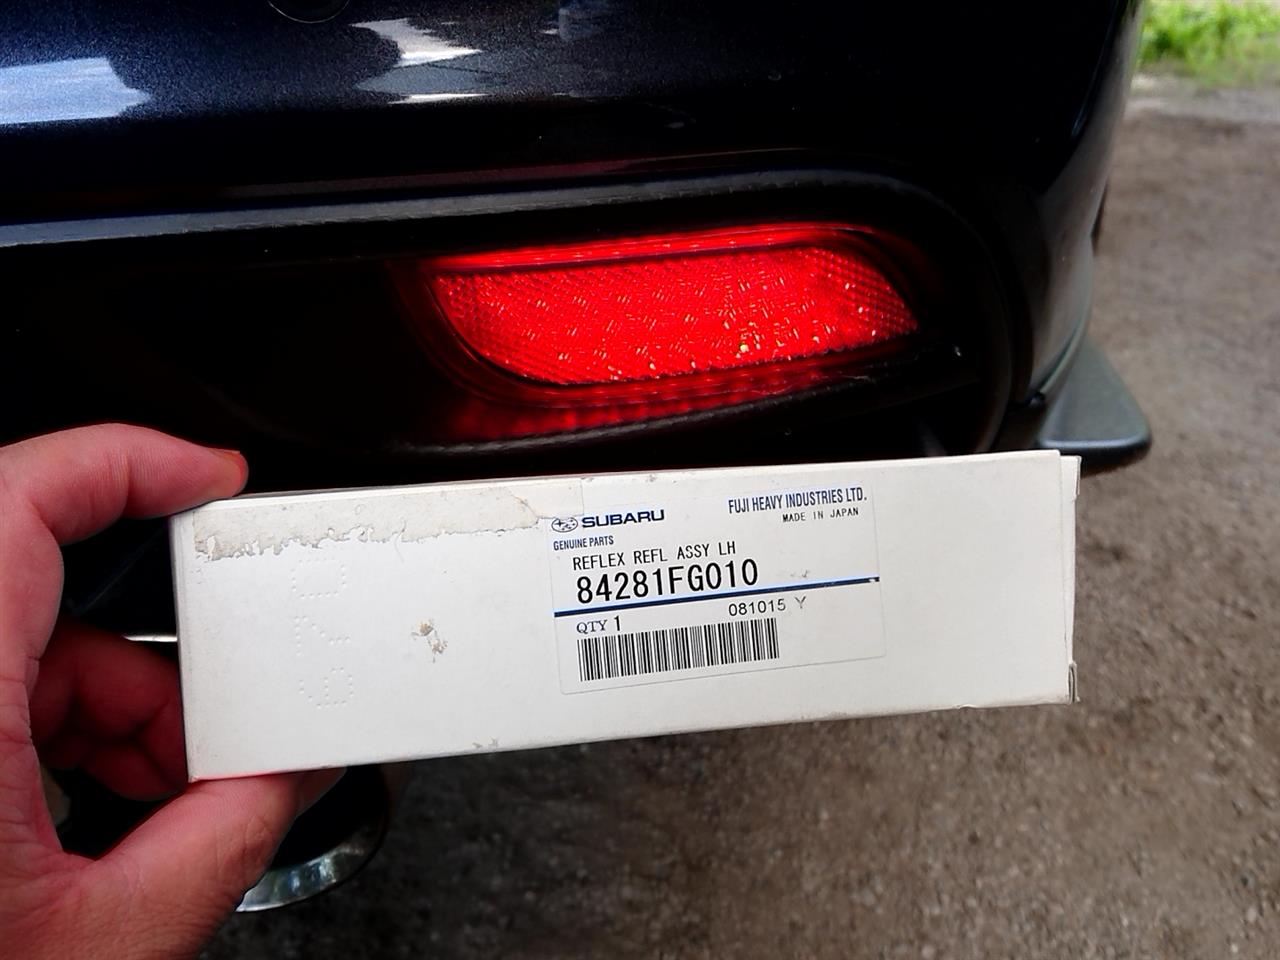 SUBARU
FUJI HEAVY INDUSTRIES LTD.
MADE IN JAPAN
GENUINE PARTS
REFLEX REFL ASSY LH
84281FG010
081015 Y
QTY 1